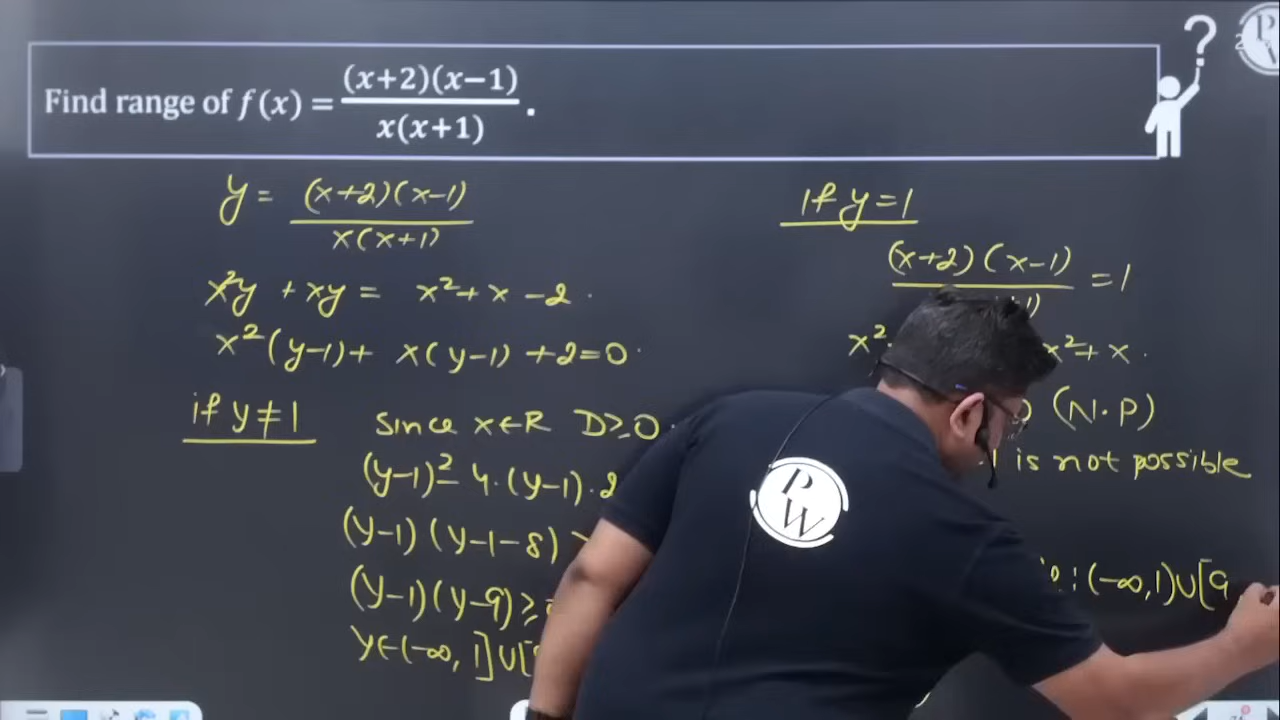 Find range of f(x) = (x+2)(x−1) / x(x+1) .
y = (x+2)(x-1) / x(x+1)
x²y + xy = x²+x-2.
x²(y-1)+ x(y-1) +2=0.
if y≠1
Since x∈R D≥0.
(y-1)² - 4.(y-1).2
(y-1)(y-1-8)
(y-1)(y-9)≥
y∈(-∞, 1]∪[
If y=1
(x+2)(x-1) = 1
x² x²+x.
(N.P)
is not possible
: (-∞,1)∪[9
PW